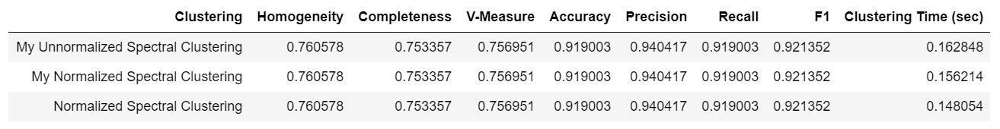 Clustering Homogeneity Completeness V-Measure Accuracy Precision Recall F1 Clustering Time (sec)
My Unnormalized Spectral Clustering 0.760578 0.753357 0.756951 0.919003 0.940417 0.919003 0.921352 0.162848
My Normalized Spectral Clustering 0.760578 0.753357 0.756951 0.919003 0.940417 0.919003 0.921352 0.156214
Normalized Spectral Clustering 0.760578 0.753357 0.756951 0.919003 0.940417 0.919003 0.921352 0.148054